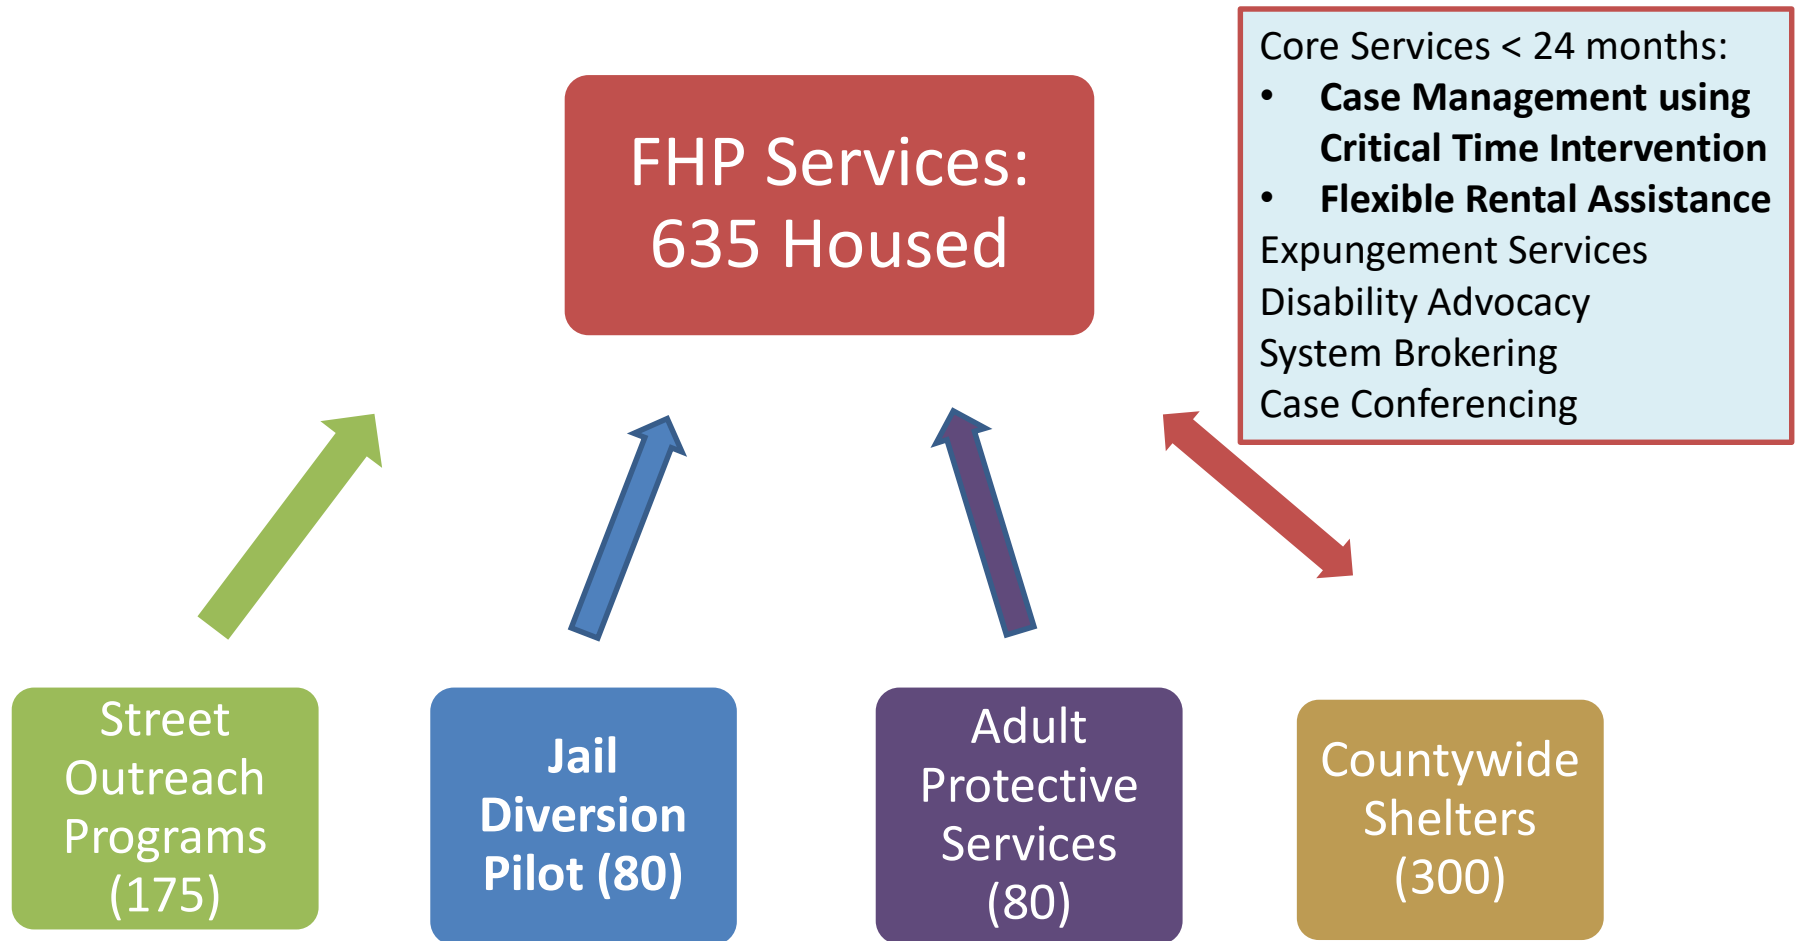 FHP Services:
635 Housed
Core Services < 24 months:
• Case Management using
Critical Time Intervention
• Flexible Rental Assistance
Expungement Services
Disability Advocacy
System Brokering
Case Conferencing
Street
Outreach
Programs
(175)
Jail
Diversion
Pilot (80)
Adult
Protective
Services
(80)
Countywide
Shelters
(300)